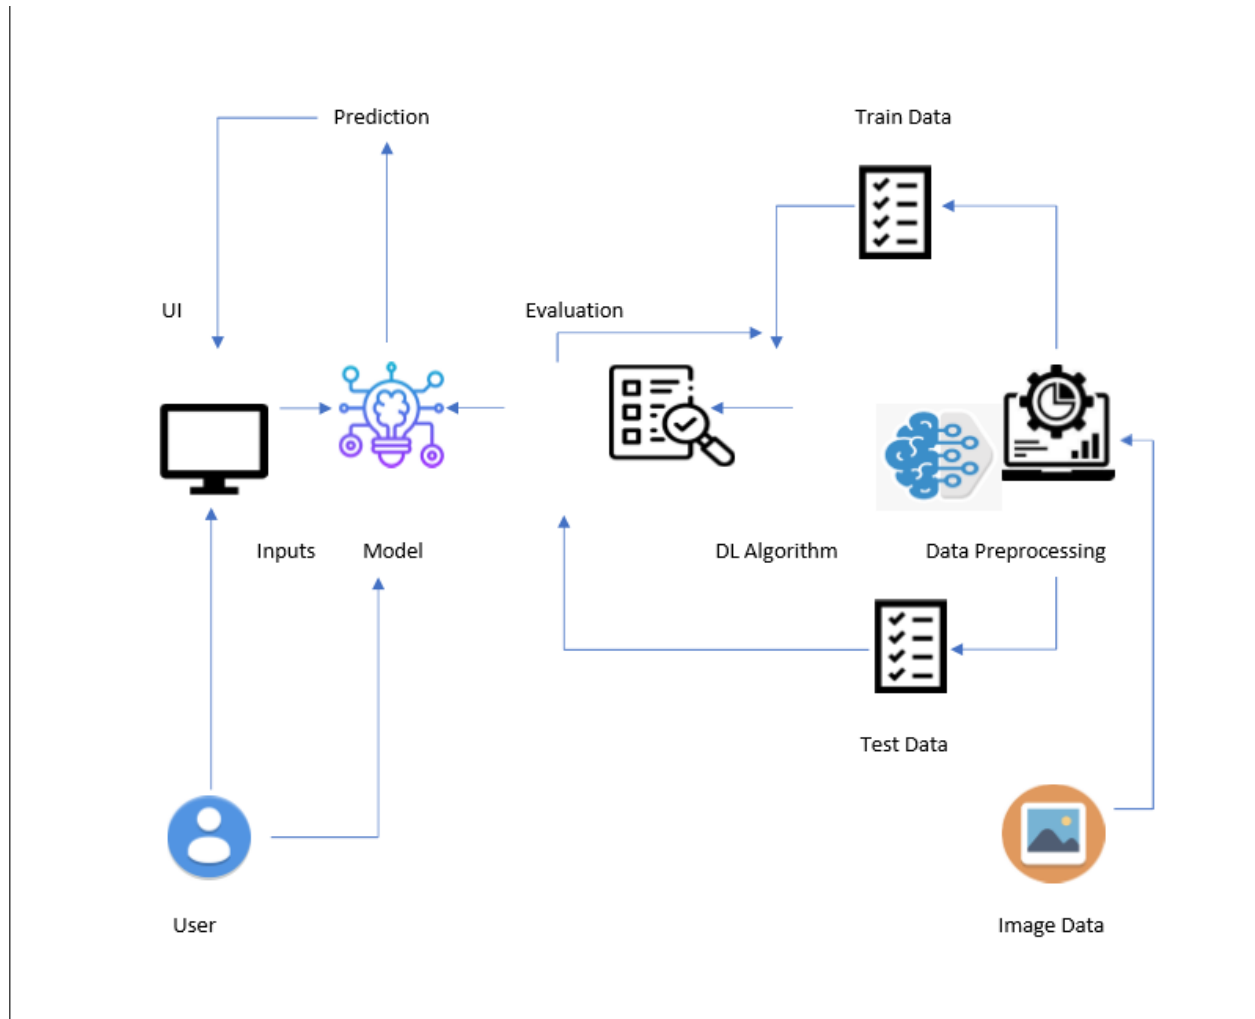 Prediction
Train Data
UI
Evaluation
Inputs
Model
DL Algorithm
Data Preprocessing
Test Data
User
Image Data